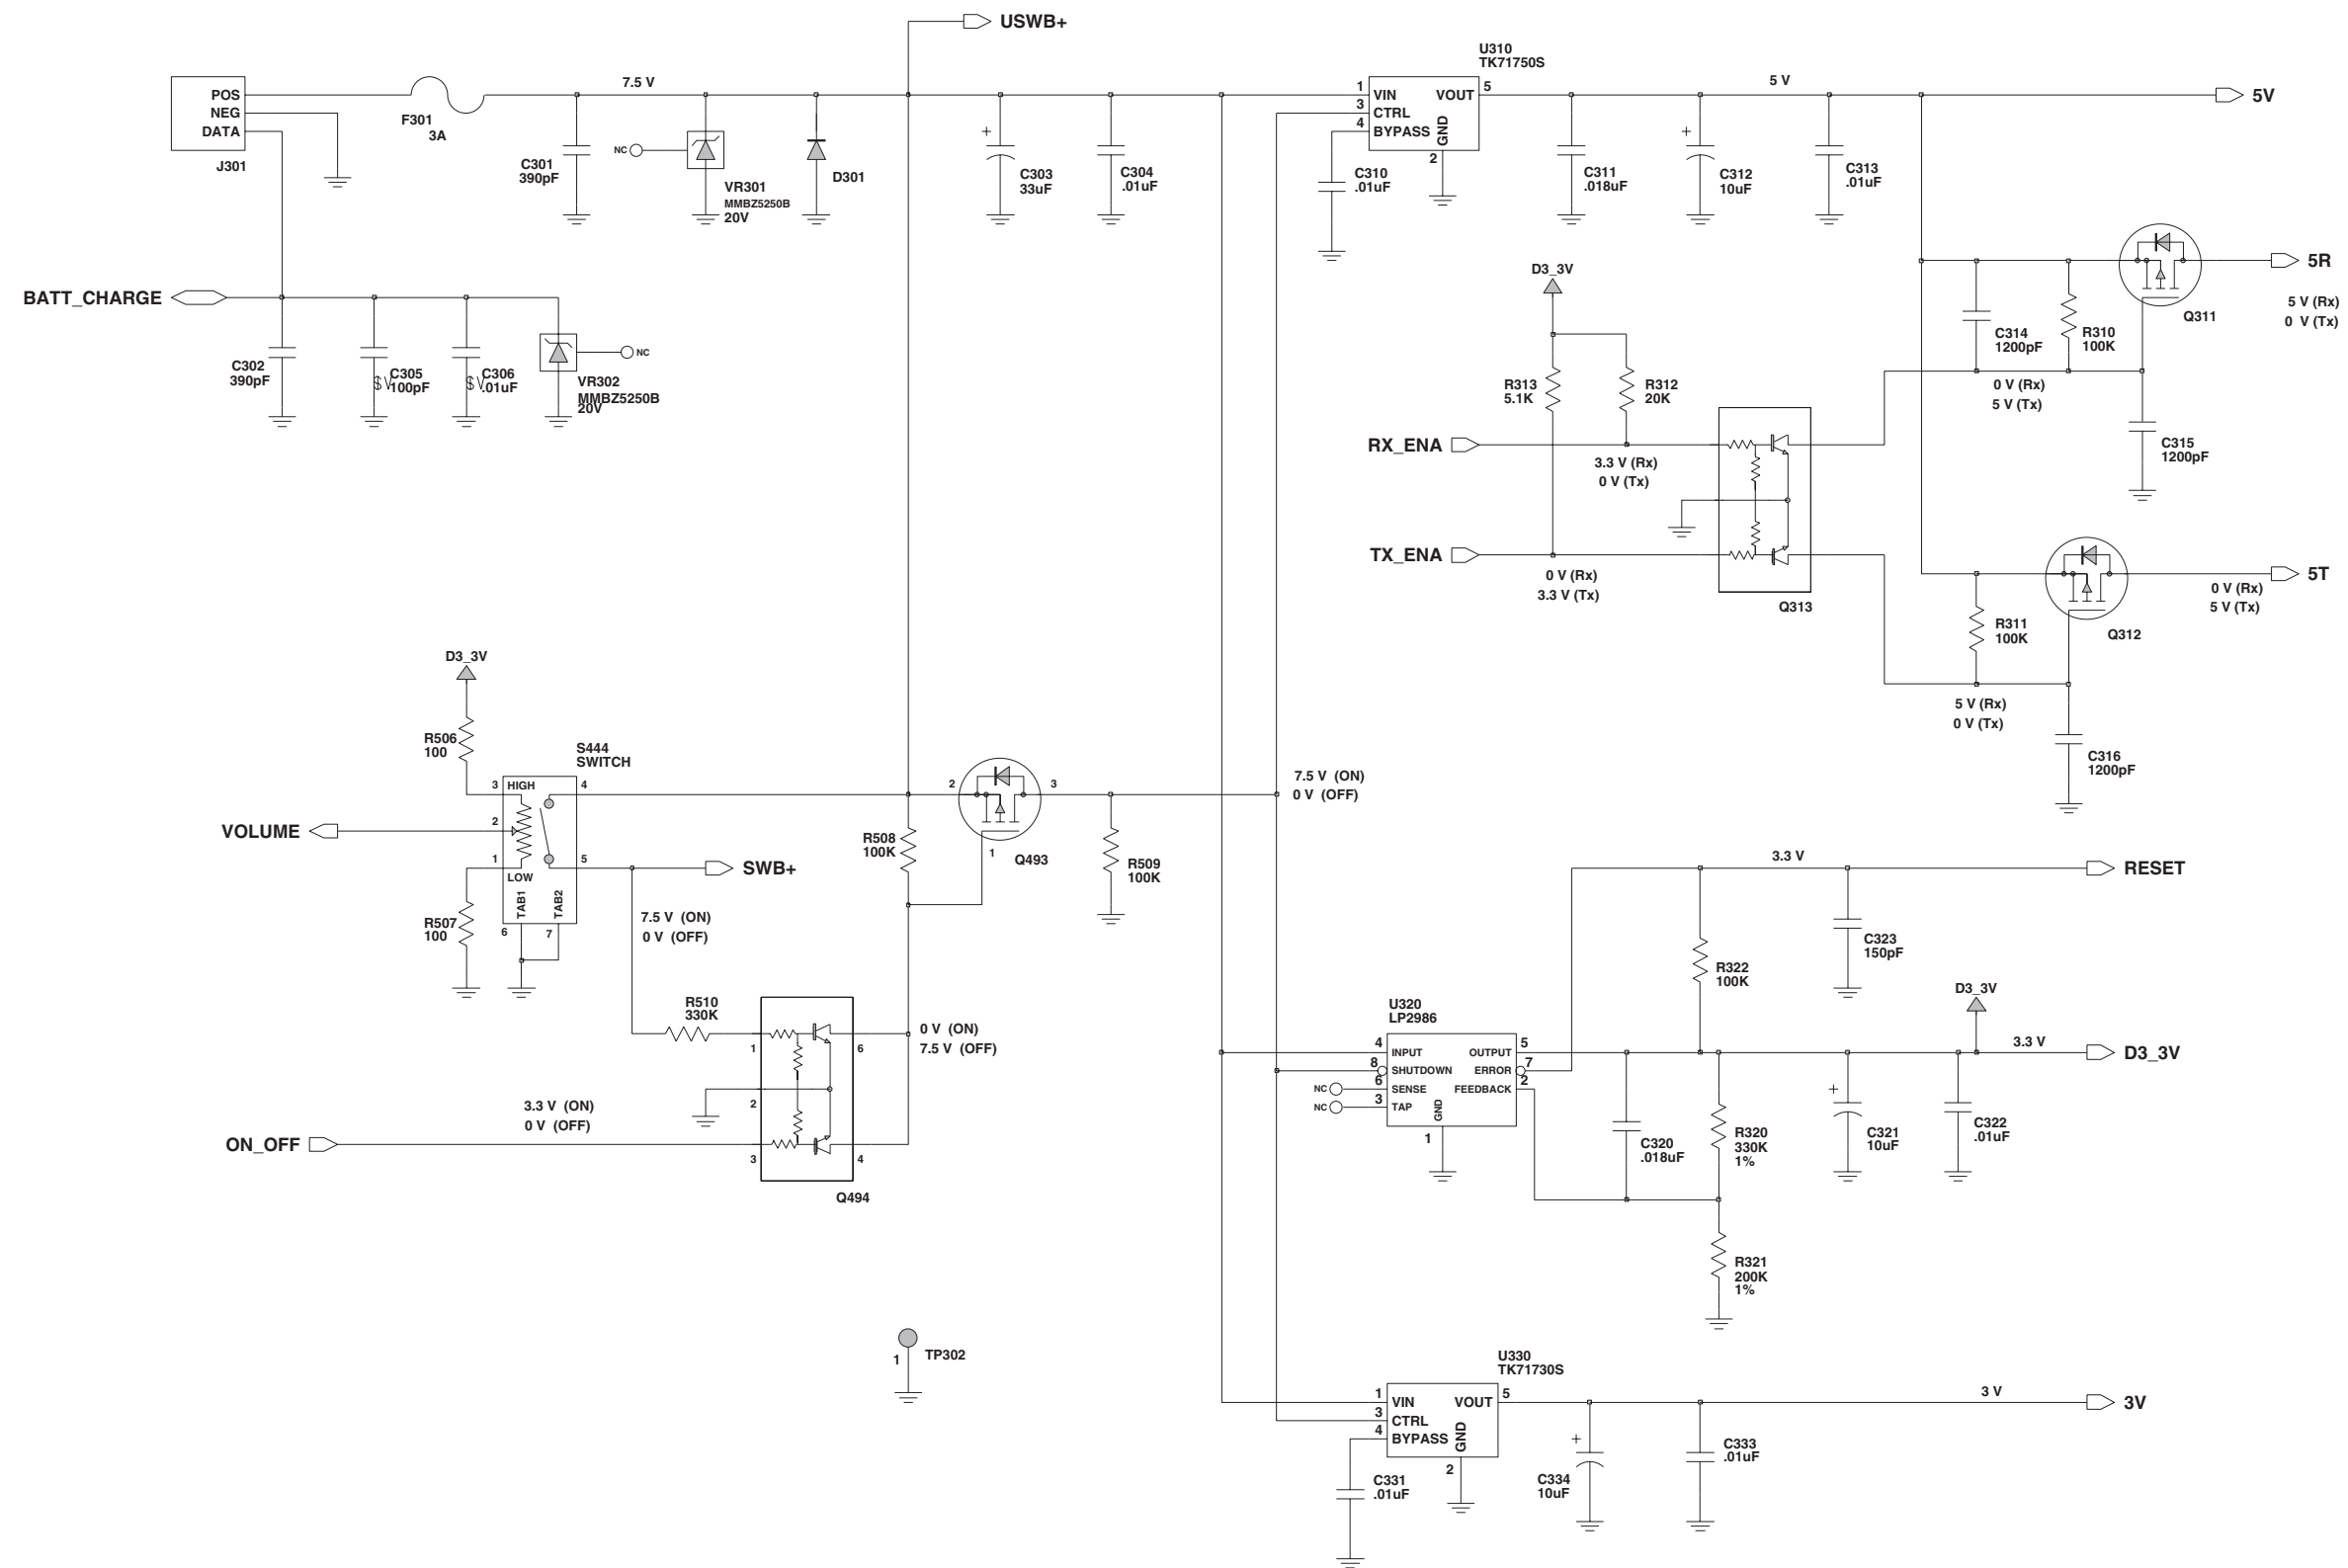 USWB+
U310
TK71750S
POS
NEG
DATA
J301
F301
3A
7.5 V
C301
390pF
NC
VR301
MMBZ5250B
20V
D301
+
C303
33uF
C304
.01uF
1
3
4
VIN
CTRL
BYPASS
VOUT
GND
5
2
C310
.01uF
5 V
5V
C311
.018uF
+
C312
10uF
C313
.01uF
BATT_CHARGE
C302
390pF
$V
C305
100pF
$V
C306
.01uF
NC
VR302
MMBZ5250B
20V
D3_3V
R313
5.1K
R312
20K
RX_ENA
3.3 V (Rx)
0 V (Tx)
TX_ENA
0 V (Rx)
3.3 V (Tx)
Q313
C314
1200pF
R310
100K
Q311
5R
5 V (Rx)
0 V (Tx)
0 V (Rx)
5 V (Tx)
C315
1200pF
R311
100K
Q312
5T
0 V (Rx)
5 V (Tx)
5 V (Rx)
0 V (Tx)
C316
1200pF
D3_3V
R506
100
S444
SWITCH
3
HIGH
4
VOLUME
2
1
LOW
5
TAB1
TAB2
6
7
R507
100
SWB+
7.5 V (ON)
0 V (OFF)
R508
100K
2
3
1
Q493
R509
100K
7.5 V (ON)
0 V (OFF)
R510
330K
1
6
2
3
4
0 V (ON)
7.5 V (OFF)
ON_OFF
3.3 V (ON)
0 V (OFF)
Q494
3.3 V
RESET
R322
100K
C323
150pF
U320
LP2986
4
8
6
3
INPUT
SHUTDOWN
SENSE
TAP
OUTPUT
ERROR
FEEDBACK
GND
5
7
2
1
NC
NC
D3_3V
3.3 V
D3_3V
C320
.018uF
R320
330K
1%
+
C321
10uF
C322
.01uF
R321
200K
1%
1
TP302
U330
TK71730S
1
3
4
VIN
CTRL
BYPASS
VOUT
GND
5
2
C331
.01uF
3 V
3V
+
C334
10uF
C333
.01uF